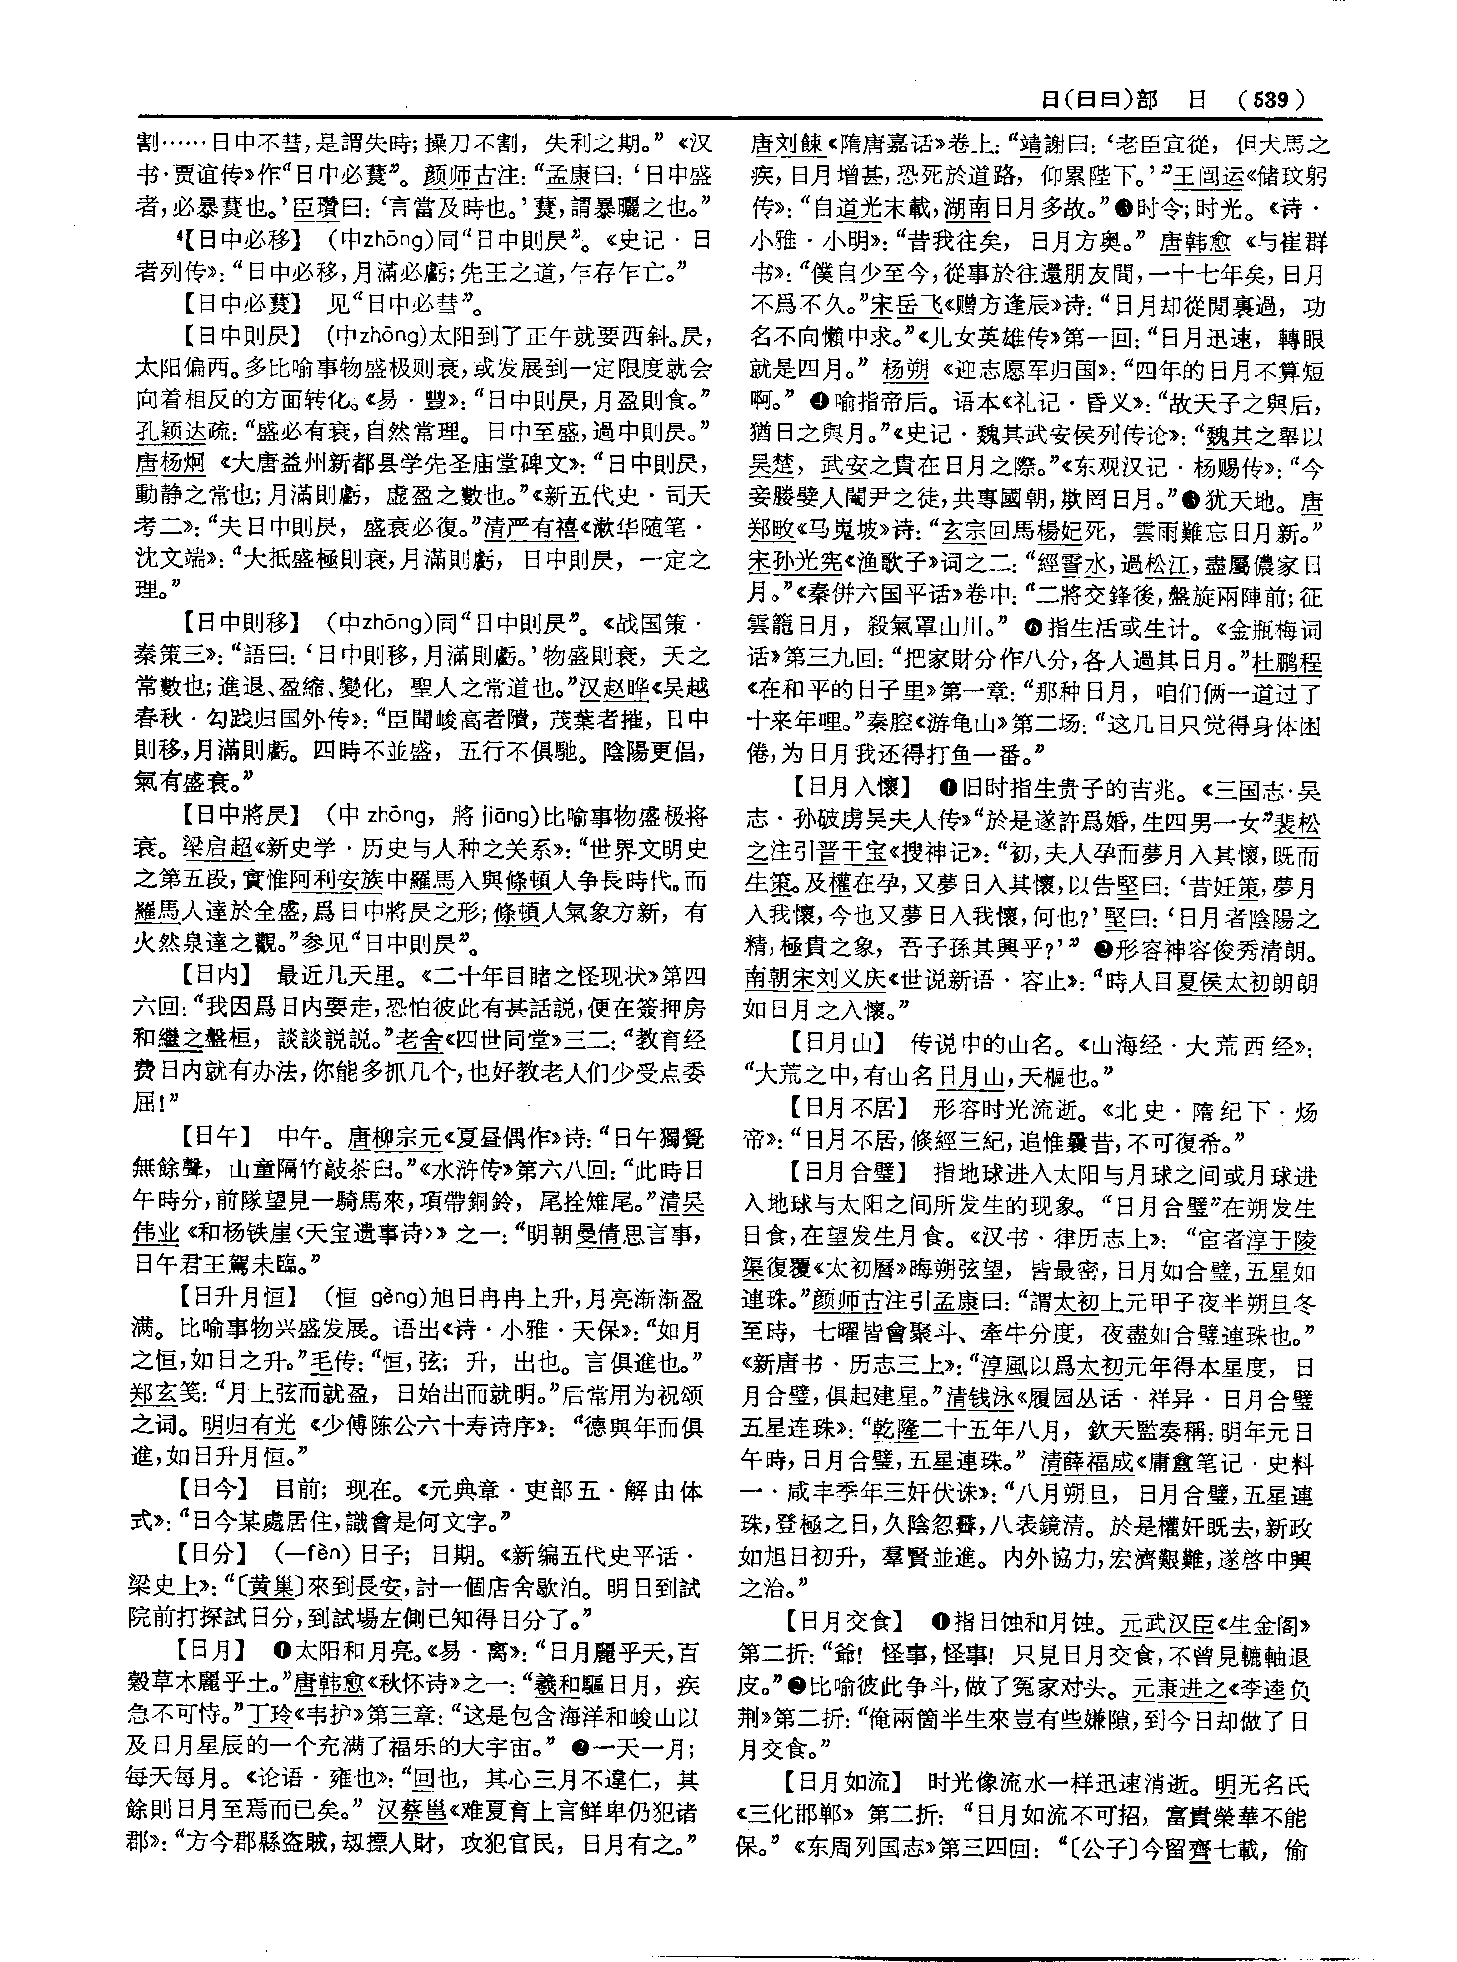 日(日曰)部　日　(539)
割……日中不彗,是謂失時;操刀不割，失利之期。”《汉
书·贾谊传》作“日中必熭”。颜师古注:“孟康曰:‘日中盛
者,必暴熭也。’臣瓚曰:‘言當及時也。’熭,謂暴曬之也。”
【日中必移】　(中zhōng)同“日中則昃”。《史记·日
者列传》:“日中必移,月滿必虧;先王之道,乍存乍亡。”
【日中必熭】　见“日中必彗”。
【日中則昃】　(中zhōng)太阳到了正午就要西斜。昃,
太阳偏西。多比喻事物盛极则衰,或发展到一定限度就会
向着相反的方面转化。《易·豐》:“日中則昃,月盈則食。”
孔颖达疏:“盛必有衰,自然常理。日中至盛,過中則昃。”
唐杨炯《大唐益州新都县学先圣庙堂碑文》:“日中則昃,
動静之常也;月滿則虧，虚盈之數也。”《新五代史·司天
考二》:“夫日中則昃，盛衰必復。”清严有禧《漱华随笔·
沈文端》:“大抵盛極則衰,月滿則虧，日中則昃，一定之
理。”
【日中則移】　(中zhōng)同“日中則昃”。《战国策·
秦策三》:“語曰:‘日中則移,月滿則虧。’物盛則衰，天之
常數也;進退、盈縮、變化，聖人之常道也。”汉赵晔《吴越
春秋·勾践归国外传》:“臣聞峻高者隤，茂葉者摧，日中
則移,月滿則虧。四時不並盛，五行不俱馳。陰陽更倡，
氣有盛衰。”
【日中將昃】　(中 zhōng，將 jiāng)比喻事物盛极将
衰。梁启超《新史学·历史与人种之关系》:“世界文明史
之第五段,實惟阿利安族中羅馬人與條頓人争長時代。而
羅馬人達於全盛,爲日中將昃之形;條頓人氣象方新，有
火然泉達之觀。”参见“日中則昃”。
【日内】　最近几天里。《二十年目睹之怪现状》第四
六回:“我因爲日内要走,恐怕彼此有甚話説,便在簽押房
和繼之盤桓，談談説説。”老舍《四世同堂》三二:“教育经
费日内就有办法,你能多抓几个,也好教老人们少受点委
屈!”
【日午】　中午。唐柳宗元《夏昼偶作》诗:“日午獨覺
無餘聲，山童隔竹敲茶臼。”《水浒传》第六八回:“此時日
午時分,前隊望見一騎馬來,項帶銅鈴，尾拴雉尾。”清吴
伟业《和杨铁崖〈天宝遗事诗〉》之一:“明朝曼倩思言事，
日午君王駕未臨。”
【日升月恒】　(恒 gèng)旭日冉冉上升,月亮渐渐盈
满。比喻事物兴盛发展。语出《诗·小雅·天保》:“如月
之恒,如日之升。”毛传:“恒,弦;升，出也。言俱進也。”
郑玄笺:“月上弦而就盈，日始出而就明。”后常用为祝颂
之词。明归有光《少傅陈公六十寿诗序》:“德與年而俱
進,如日升月恒。”
【日今】　目前;现在。《元典章·吏部五·解由体
式》:“日今某處居住,識會是何文字。”
【日分】　(—fèn)日子;日期。《新编五代史平话·
梁史上》:“〔黄巢〕來到長安,討一個店舍歇泊。明日到試
院前打探試日分,到試場左側已知得日分了。”
【日月】　❶太阳和月亮。《易·离》:“日月麗乎天,百
穀草木麗乎土。”唐韩愈《秋怀诗》之一:“羲和驅日月，疾
急不可恃。”丁玲《韦护》第三章:“这是包含海洋和峻山以
及日月星辰的一个充满了福乐的大宇宙。”❷一天一月;
每天每月。《论语·雍也》:“回也，其心三月不違仁，其
餘則日月至焉而已矣。”汉蔡邕《难夏育上言鲜卑仍犯诸
郡》:“方今郡縣盗賊,刼摽人財，攻犯官民，日月有之。”
唐刘餗《隋唐嘉话》卷上:“靖謝曰:‘老臣宜從，但犬馬之
疾,日月增甚,恐死於道路，仰累陛下。’”王闿运《储玟躬
传》:“自道光末載,湖南日月多故。”❸时令;时光。《诗·
小雅·小明》:“昔我往矣，日月方奥。”唐韩愈《与崔群
书》:“僕自少至今,從事於往還朋友間,一十七年矣,日月
不爲不久。”宋岳飞《赠方逢辰》诗:“日月却從閒裏過，功
名不向懶中求。”《儿女英雄传》第一回:“日月迅速，轉眼
就是四月。”杨朔《迎志愿军归国》:“四年的日月不算短
啊。”❹喻指帝后。语本《礼记·昏义》:“故天子之與后，
猶日之與月。”《史记·魏其武安侯列传论》:“魏其之舉以
吴楚，武安之貴在日月之際。”《东观汉记·杨赐传》:“今
妾媵嬖人閹尹之徒,共專國朝,欺罔日月。”❺犹天地。唐
郑畋《马嵬坡》诗:“玄宗回馬楊妃死，雲雨難忘日月新。”
宋孙光宪《渔歌子》词之二:“經霅水,過松江,盡屬儂家日
月。”《秦併六国平话》卷中:“二將交鋒後,盤旋兩陣前;征
雲籠日月，殺氣罩山川。”❻指生活或生计。《金瓶梅词
话》第三九回:“把家財分作八分,各人過其日月。”杜鹏程
《在和平的日子里》第一章:“那种日月，咱们俩一道过了
十来年哩。”秦腔《游龟山》第二场:“这几日只觉得身体困
倦,为日月我还得打鱼一番。”
【日月入懷】　❶旧时指生贵子的吉兆。《三国志·吴
志·孙破虏吴夫人传》“於是遂許爲婚,生四男一女”裴松
之注引晋干宝《搜神记》:“初,夫人孕而夢月入其懷,既而
生策。及權在孕,又夢日入其懷,以告堅曰:‘昔妊策,夢月
入我懷,今也又夢日入我懷,何也?’堅曰:‘日月者陰陽之
精,極貴之象，吾子孫其興乎?’”❷形容神容俊秀清朗。
南朝宋刘义庆《世说新语·容止》:“時人目夏侯太初朗朗
如日月之入懷。”
【日月山】　传说中的山名。《山海经·大荒西经》:
“大荒之中,有山名日月山,天樞也。”
【日月不居】　形容时光流逝。《北史·隋纪下·炀
帝》:“日月不居,倏經三紀,追惟曩昔,不可復希。”
【日月合璧】　指地球进入太阳与月球之间或月球进
入地球与太阳之间所发生的现象。“日月合璧”在朔发生
日食,在望发生月食。《汉书·律历志上》:“宦者淳于陵
渠復覆《太初曆》晦朔弦望，皆最密,日月如合璧,五星如
連珠。”颜师古注引孟康曰:“謂太初上元甲子夜半朔旦冬
至時，七曜皆會聚斗、牽牛分度，夜盡如合璧連珠也。”
《新唐书·历志三上》:“淳風以爲太初元年得本星度，日
月合璧,俱起建星。”清钱泳《履园丛话·祥异·日月合璧
五星连珠》:“乾隆二十五年八月，欽天監奏稱:明年元日
午時,日月合璧,五星連珠。”清薛福成《庸盦笔记·史料
一·咸丰季年三奸伏诛》:“八月朔旦，日月合璧,五星連
珠,登極之日,久陰忽霽,八表鏡清。於是權奸既去,新政
如旭日初升，羣賢並進。内外協力,宏濟艱難,遂啓中興
之治。”
【日月交食】　❶指日蚀和月蚀。元武汉臣《生金阁》
第二折:“爺!怪事,怪事!只見日月交食,不曾見轆軸退
皮。”❷比喻彼此争斗,做了冤家对头。元康进之《李逵负
荆》第二折:“俺兩箇半生來豈有些嫌隙,到今日却做了日
月交食。”
【日月如流】　时光像流水一样迅速消逝。明无名氏
《三化邯郸》第二折:“日月如流不可招，富貴榮華不能
保。”《东周列国志》第三四回:“〔公子〕今留齊七載，偷